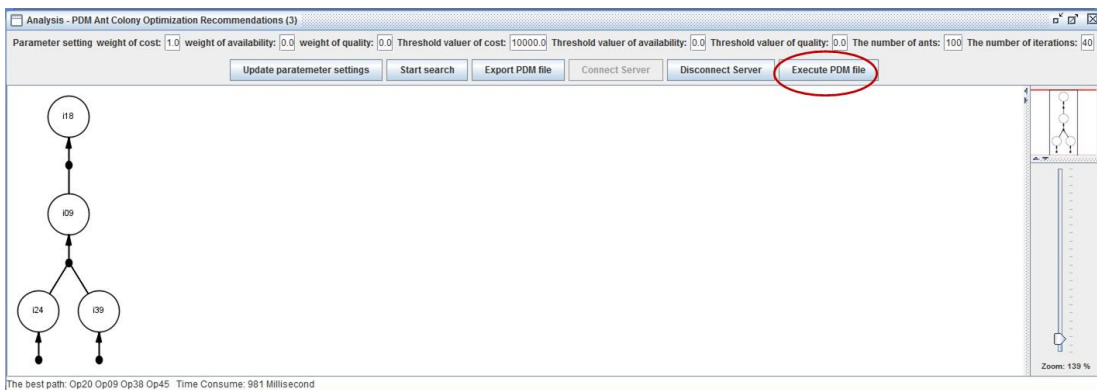 Analysis - PDM Ant Colony Optimization Recommendations (3)
Parameter setting weight of cost: 1.0 weight of availability: 0.0 weight of quality: 0.0 Threshold valuer of cost: 10000.0 Threshold valuer of availability: 0.0 Threshold valuer of quality: 0.0 The number of ants: 100 The number of iterations: 40
Update paratemeter settings Start search Export PDM file Connect Server Disconnect Server Execute PDM file
i18
i09
i24 i39
Zoom: 139 %
The best path: Op20 Op09 Op38 Op45 Time Consume: 981 Millisecond